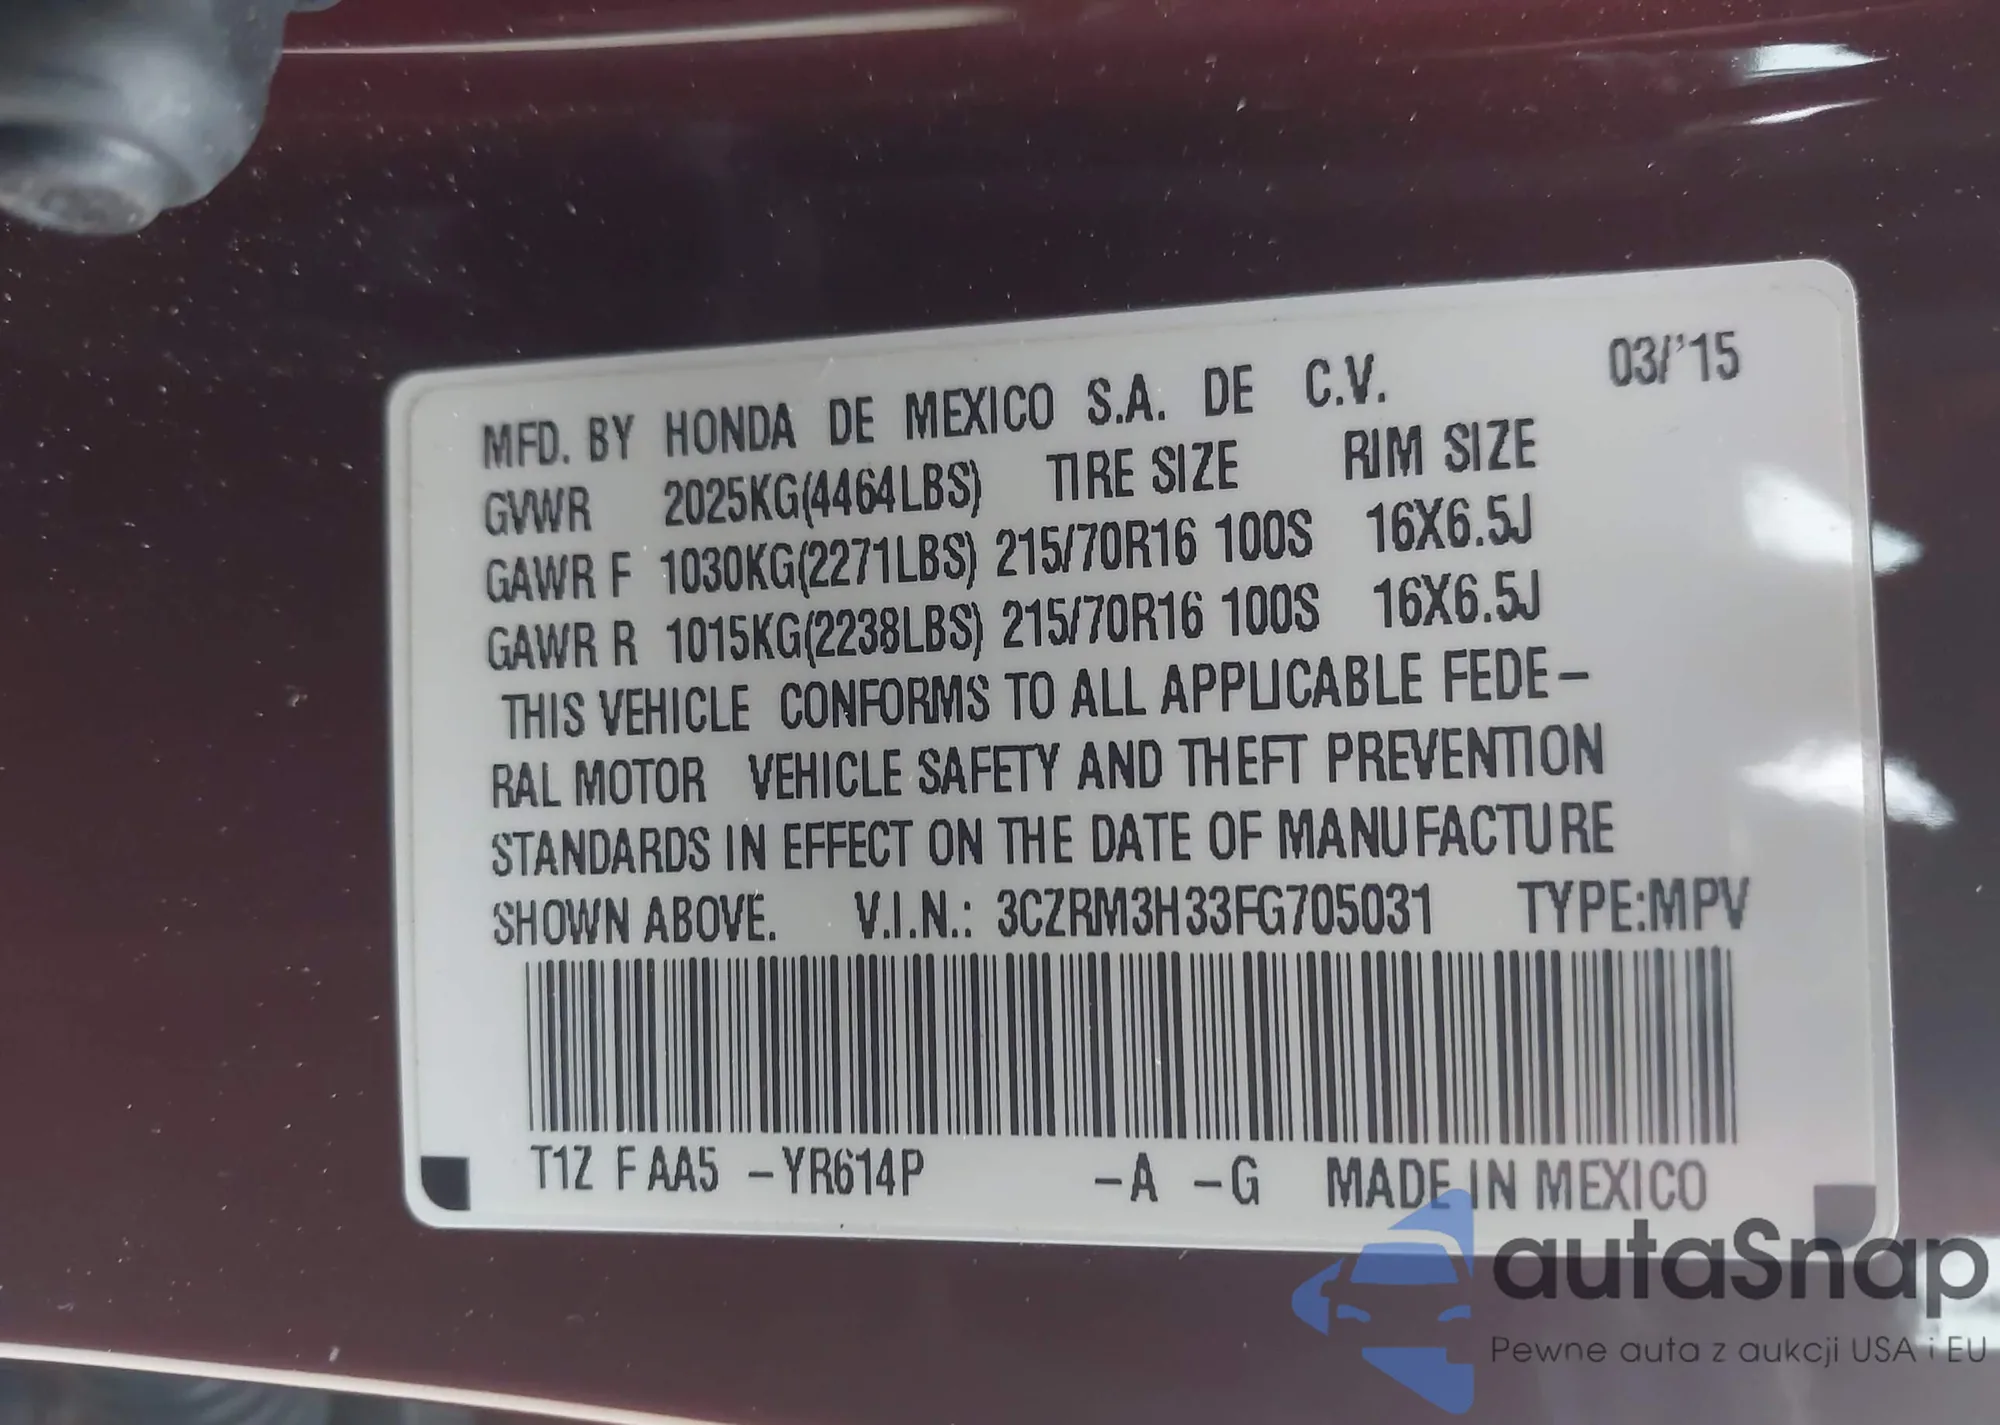 MFD. BY HONDA DE MEXICO S.A. DE C.V. 03/'15
GVWR 2025KG(4464LBS) TIRE SIZE RIM SIZE
GAWR F 1030KG(2271LBS) 215/70R16 100S 16X6.5J
GAWR R 1015KG(2238LBS) 215/70R16 100S 16X6.5J
THIS VEHICLE CONFORMS TO ALL APPLICABLE FEDE-
RAL MOTOR VEHICLE SAFETY AND THEFT PREVENTION
STANDARDS IN EFFECT ON THE DATE OF MANUFACTURE
SHOWN ABOVE. V.I.N.: 3CZRM3H33FG705031 TYPE:MPV
T1Z F AA5 -YR614P -A -G MADE IN MEXICO
autaSnap
Pewne auta z aukcji USA i EU